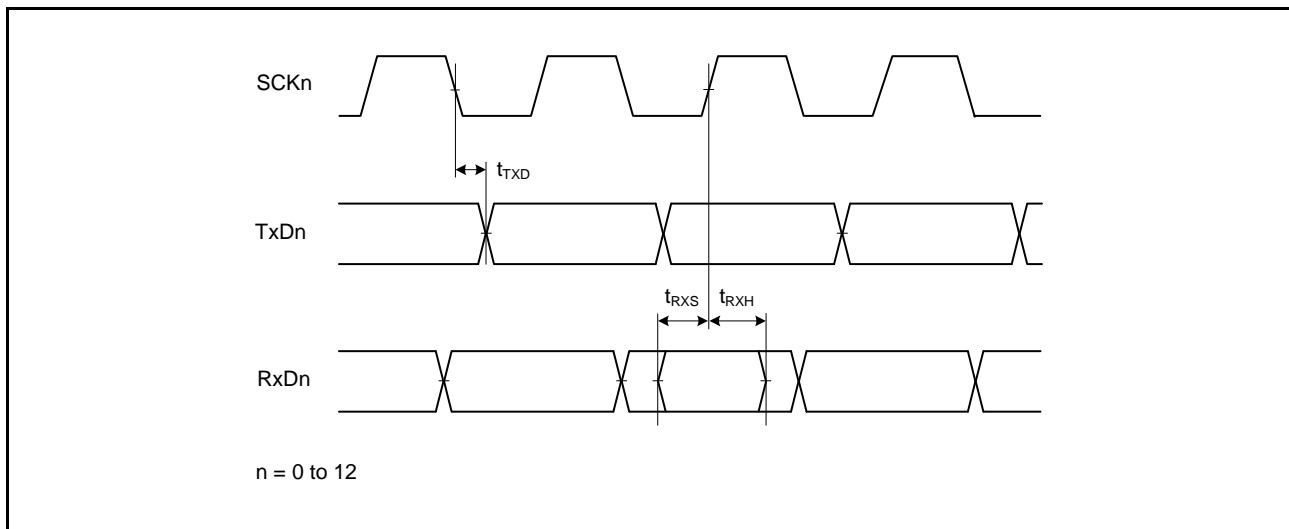 SCKn
tTXD
TxDn
tRXS tRXH
RxDn
n = 0 to 12